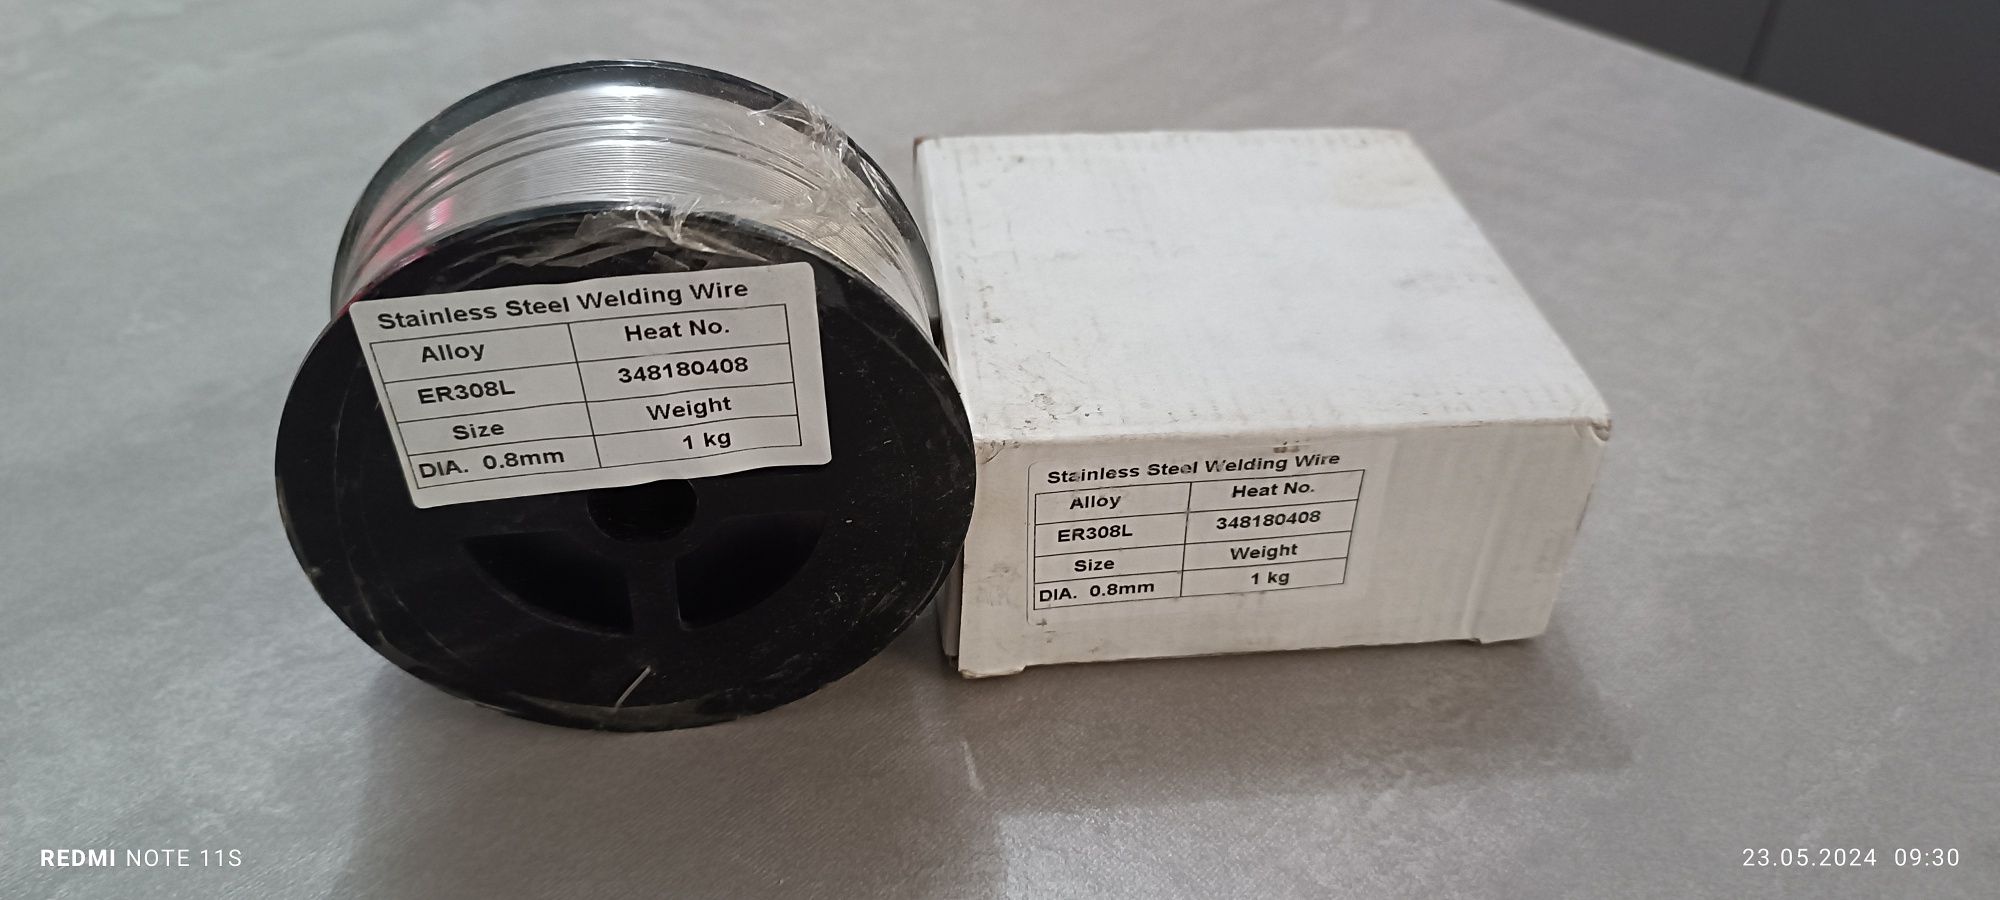 Stainless Steel Welding Wire
Alloy Heat No.
ER308L 348180408
Size Weight
DIA. 0.8mm 1 kg
Stainless Steel Welding Wire
Alloy Heat No.
ER308L 348180408
Size Weight
DIA. 0.8mm 1 kg
REDMI NOTE 11S
23.05.2024 09:30